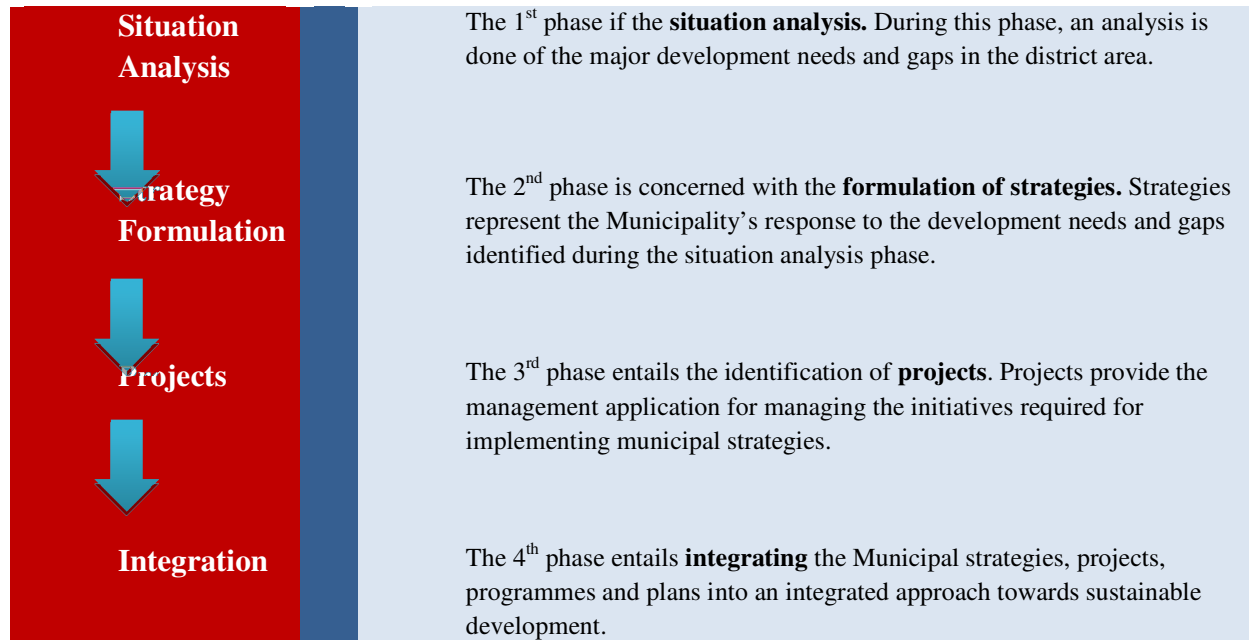 Situation
Analysis
The 1st phase if the situation analysis. During this phase, an analysis is
done of the major development needs and gaps in the district area.
Strategy
Formulation
The 2nd phase is concerned with the formulation of strategies. Strategies
represent the Municipality’s response to the development needs and gaps
identified during the situation analysis phase.
Projects
The 3rd phase entails the identification of projects. Projects provide the
management application for managing the initiatives required for
implementing municipal strategies.
Integration
The 4th phase entails integrating the Municipal strategies, projects,
programmes and plans into an integrated approach towards sustainable
development.